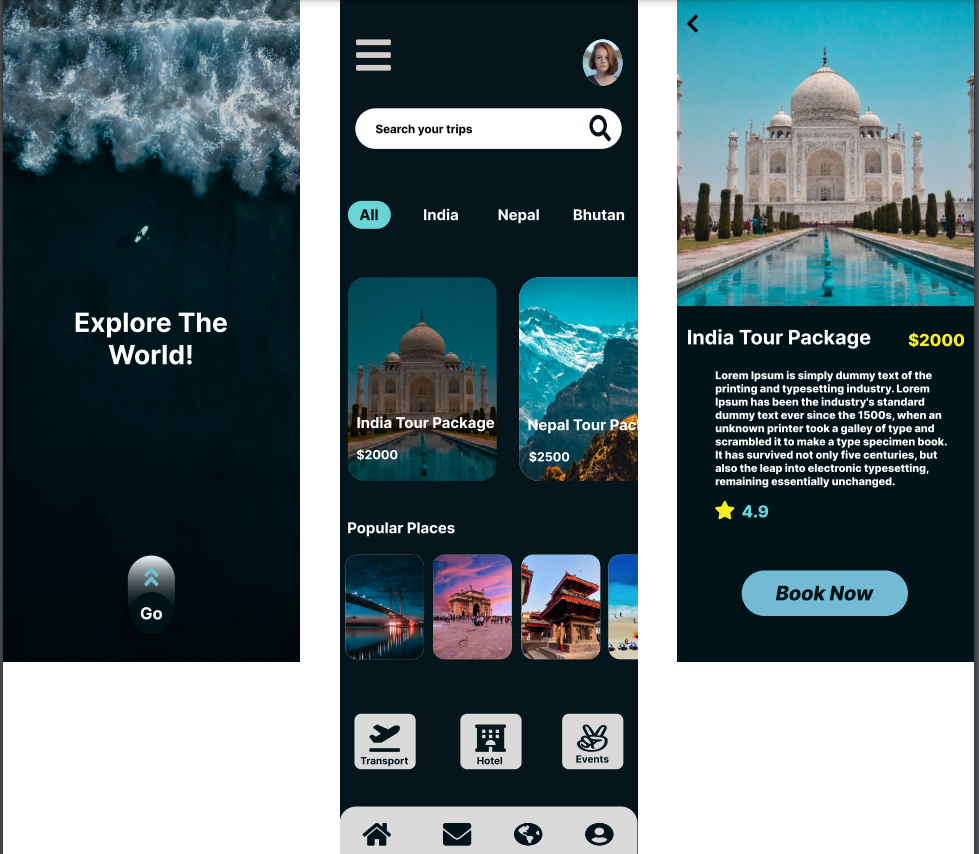 Explore The
World!
Go
Search your trips
All India Nepal Bhutan
India Tour Package
$2000
Nepal Tour Pac
$2500
Popular Places
Transport
Hotel
Events
India Tour Package
$2000
Lorem Ipsum is simply dummy text of the
printing and typesetting industry. Lorem
Ipsum has been the industry's standard
dummy text ever since the 1500s, when an
unknown printer took a galley of type and
scrambled it to make a type specimen book.
It has survived not only five centuries, but
also the leap into electronic typesetting,
remaining essentially unchanged.
4.9
Book Now